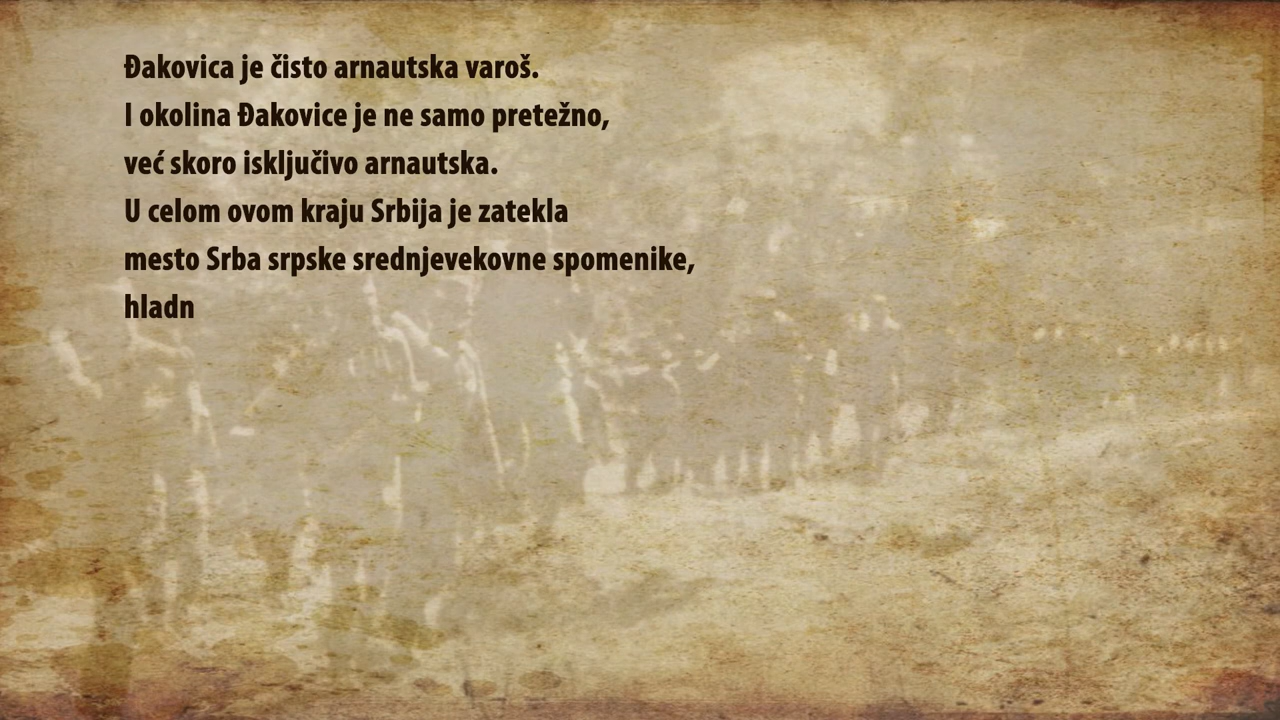 Đakovica je čisto arnautska varoš.
I okolina Đakovice je ne samo pretežno,
već skoro isključivo arnautska.
U celom ovom kraju Srbija je zatekla
mesto Srba srpske srednjevekovne spomenike,
hladn